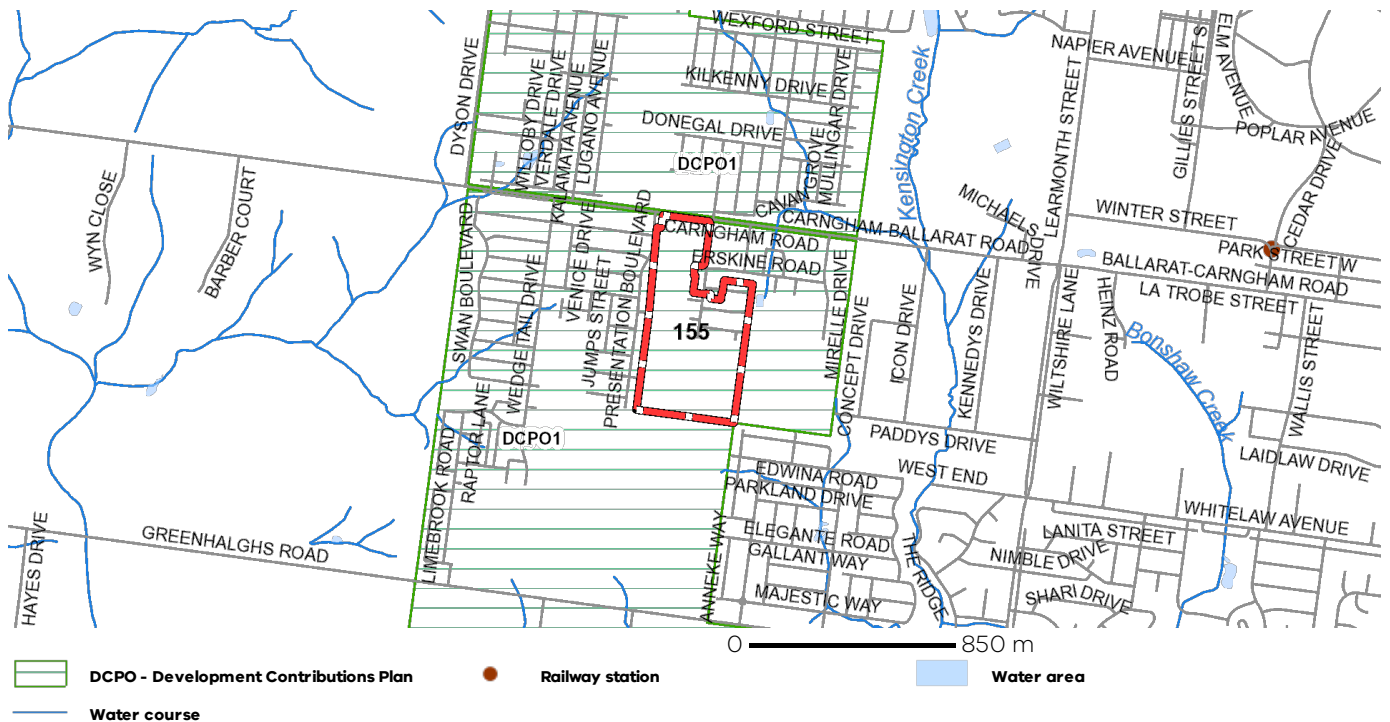 WEXFORD STREET
NAPIER AVENUE
ELM AVENUE
GILLIES STREET S
KILKENNY DRIVE
DYSON DRIVE
WILLOBY DRIVE
VERDALE DRIVE
KALAMATA AVENUE
LUGANO AVENUE
MULLINGAR DRIVE
Kensington Creek
LEARMONTH STREET
POPLAR AVENUE
DONEGAL DRIVE
DCPO1
CAVAN GROVE
CEDAR DRIVE
WYN CLOSE
BARBER COURT
MICHAELS DRIVE
WINTER STREET
CARNGHAM-BALLARAT ROAD
CARNGHAM ROAD
PARK STREET W
ERSKINE ROAD
BALLARAT-CARNGHAM ROAD
LA TROBE STREET
SWAN BOULEVARD
WEDGE TAIL DRIVE
VENICE DRIVE
JUMPS STREET
PRESENTATION BOULEVARD
155
MIRELLE DRIVE
CONCEPT DRIVE
ICON DRIVE
KENNEDYS DRIVE
WILTSHIRE LANE
HEINZ ROAD
Bonshaw Creek
WALLIS STREET
LIMEBROOK ROAD
RAPTOR LANE
DCPO1
PADDYS DRIVE
LAIDLAW DRIVE
EDWINA ROAD
WEST END
PARKLAND DRIVE
WHITELAW AVENUE
HAYES DRIVE
GREENHALGHS ROAD
ANNEKE WAY
ELEGANTE ROAD
GALLANT WAY
THE RIDGE
LANITA STREET
NIMBLE DRIVE
MAJESTIC WAY
SHARI DRIVE
0 850 m
DCPO - Development Contributions Plan
Railway station
Water area
Water course